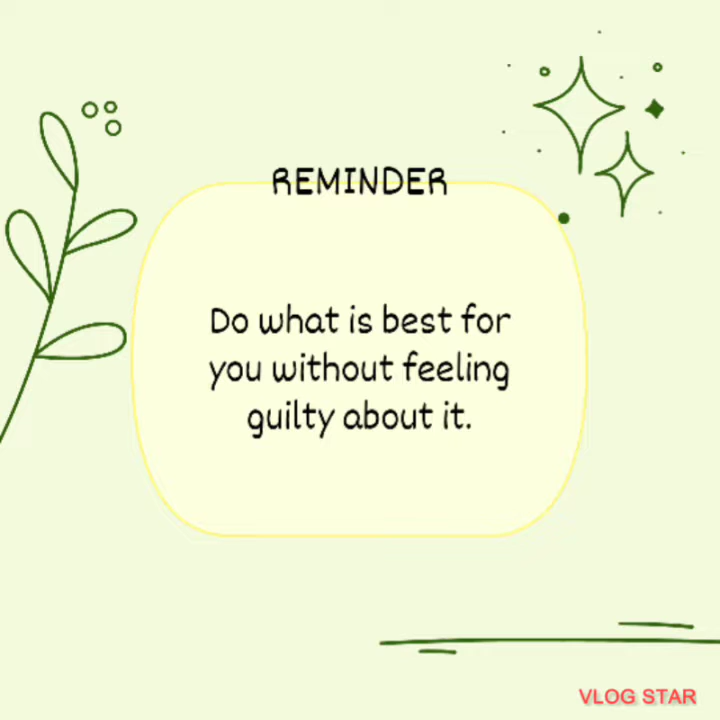 REMINDER
Do what is best for
you without feeling
guilty about it.
VLOG STAR